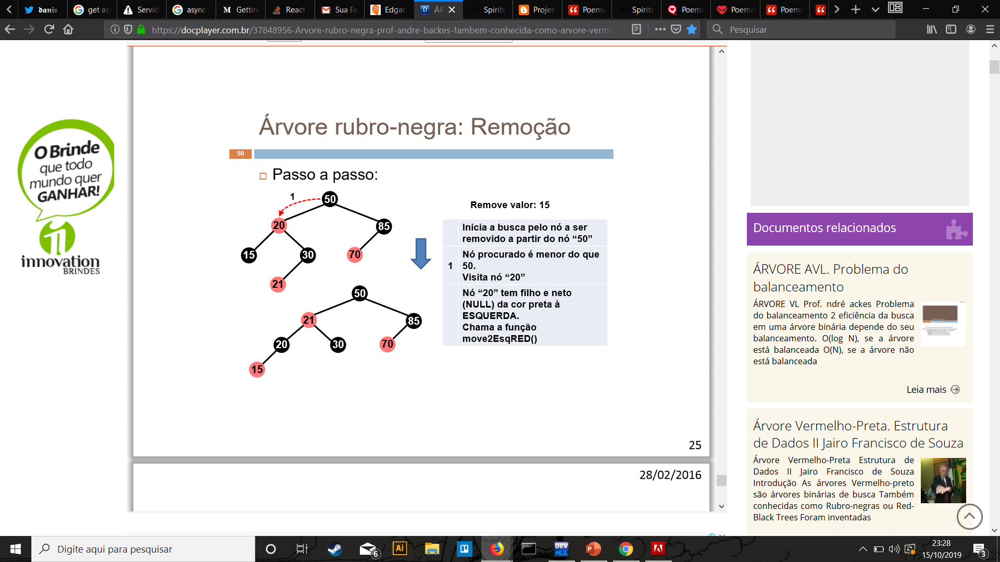 danis
get as
Servid
async
Gettin
React
Sua Fa
Edgar
ÁR
Spirits
Projet
Poema
Spirits
Poems
Poema
Poema
https://docplayer.com.br/37848956-Arvore-rubro-negra-prof-andre-backes-tambem-conhecida-como-arvore-verme
Pesquisar
O Brinde
que todo
mundo quer
GANHAR!
innovation
BRINDES
Árvore rubro-negra: Remoção
50
Passo a passo:
1
50
20
85
15
30
70
21
50
21
85
20
30
70
15
Remove valor: 15
Inicia a busca pelo nó a ser
removido a partir do nó “50”
1
Nó procurado é menor do que
50.
Visita nó “20”
Nó “20” tem filho e neto
(NULL) da cor preta à
ESQUERDA.
Chama a função
move2EsqRED()
25
28/02/2016
Documentos relacionados
ÁRVORE AVL. Problema do
balanceamento
ÁRVORE VL Prof. ndré ackes Problema
do balanceamento 2 eficiência da busca
em uma árvore binária depende do seu
balanceamento. O(log N), se a árvore
está balanceada O(N), se a árvore não
está balanceada
Leia mais
Árvore Vermelho-Preta. Estrutura
de Dados II Jairo Francisco de Souza
Árvore Vermelho-Preta Estrutura de
Dados II Jairo Francisco de Souza
Introdução As árvores Vermelho-preto
são árvores binárias de busca Também
conhecidas como Rubro-negras ou Red-
Black Trees Foram inventadas
Digite aqui para pesquisar
6
Ai
DEV
C++
23:28
15/10/2019
3